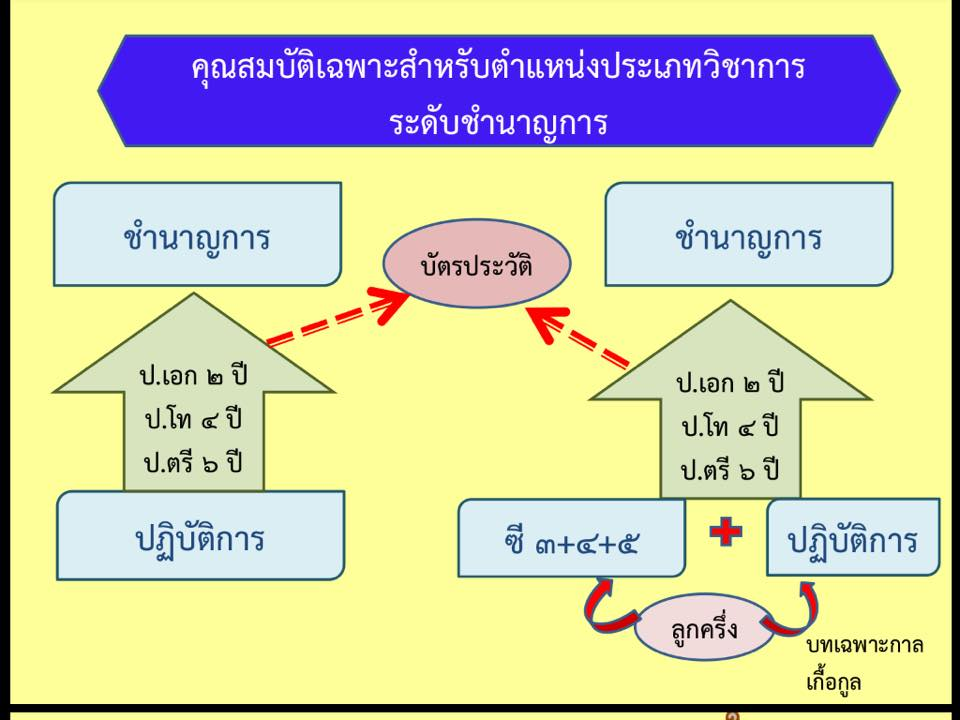 คุณสมบัติเฉพาะสำหรับตำแหน่งประเภทวิชาการ
ระดับชำนาญการ
ชำนาญการ
บัตรประวัติ
ชำนาญการ
ป.เอก ๒ ปี
ป.โท ๔ ปี
ป.ตรี ๖ ปี
ป.เอก ๒ ปี
ป.โท ๔ ปี
ป.ตรี ๖ ปี
ปฏิบัติการ
ซี ๓+๔+๕
ปฏิบัติการ
ลูกครึ่ง
บทเฉพาะกาล
เกื้อกูล